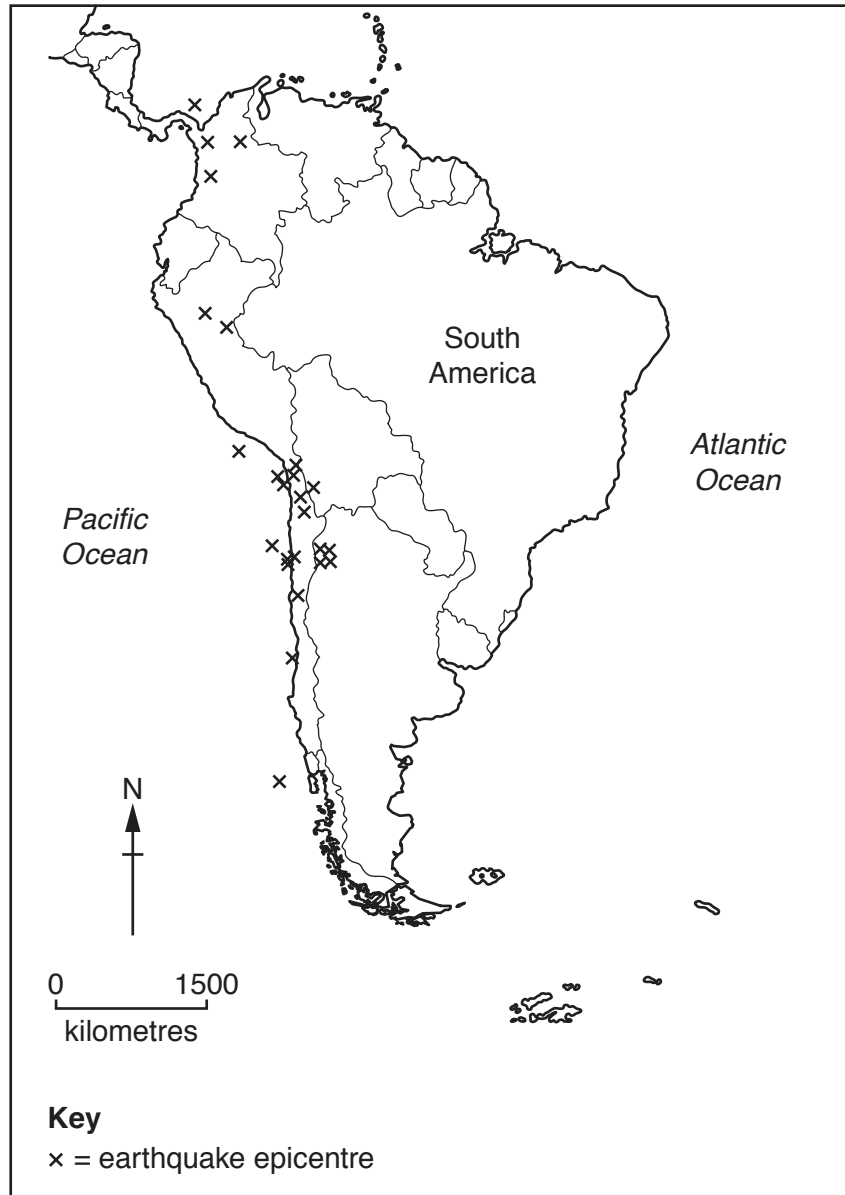 South
America
Atlantic
Ocean
Pacific
Ocean
N
0 1500
kilometres
Key
× = earthquake epicentre